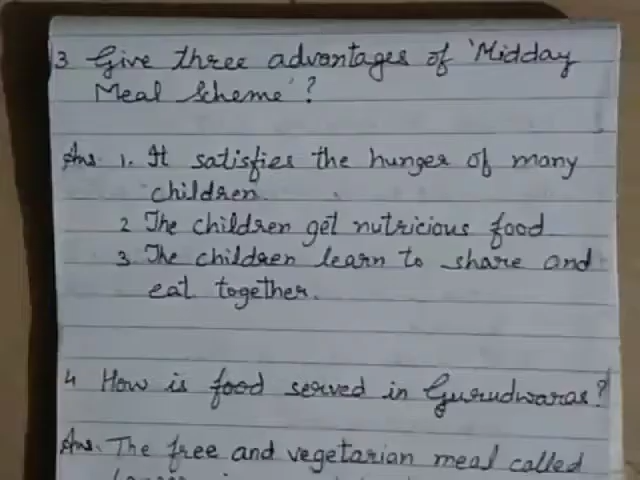 3 Give three advantages of 'Midday
Meal Scheme'?
Ans 1. It satisfies the hunger of many
children.
2 The children get nutricious food
3 The children learn to share and
eat together.
4 How is food served in Gurudwaras?
Ans. The free and vegetarian meal called